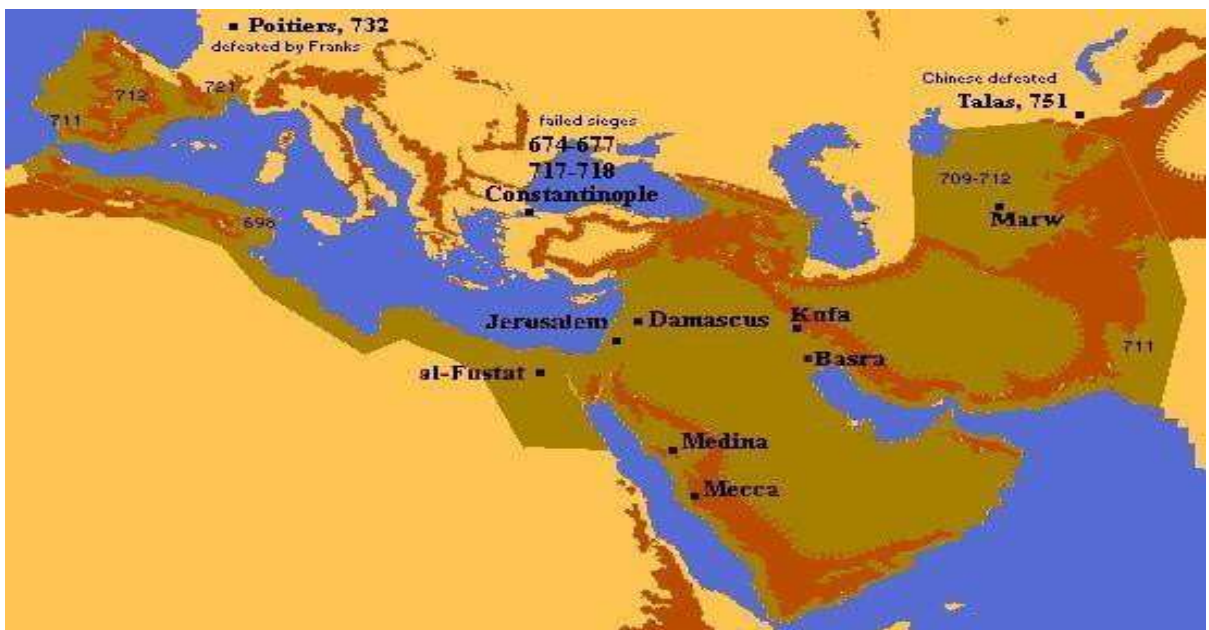 Poitiers, 732
defeated by Franks
721
712
711
Chinese defeated
Talas, 751
failed sieges
674-677
717-718
Constantinople
709-712
Marw
698
Jerusalem
Damascus
Kufa
Basra
711
al-Fustat
Medina
Mecca